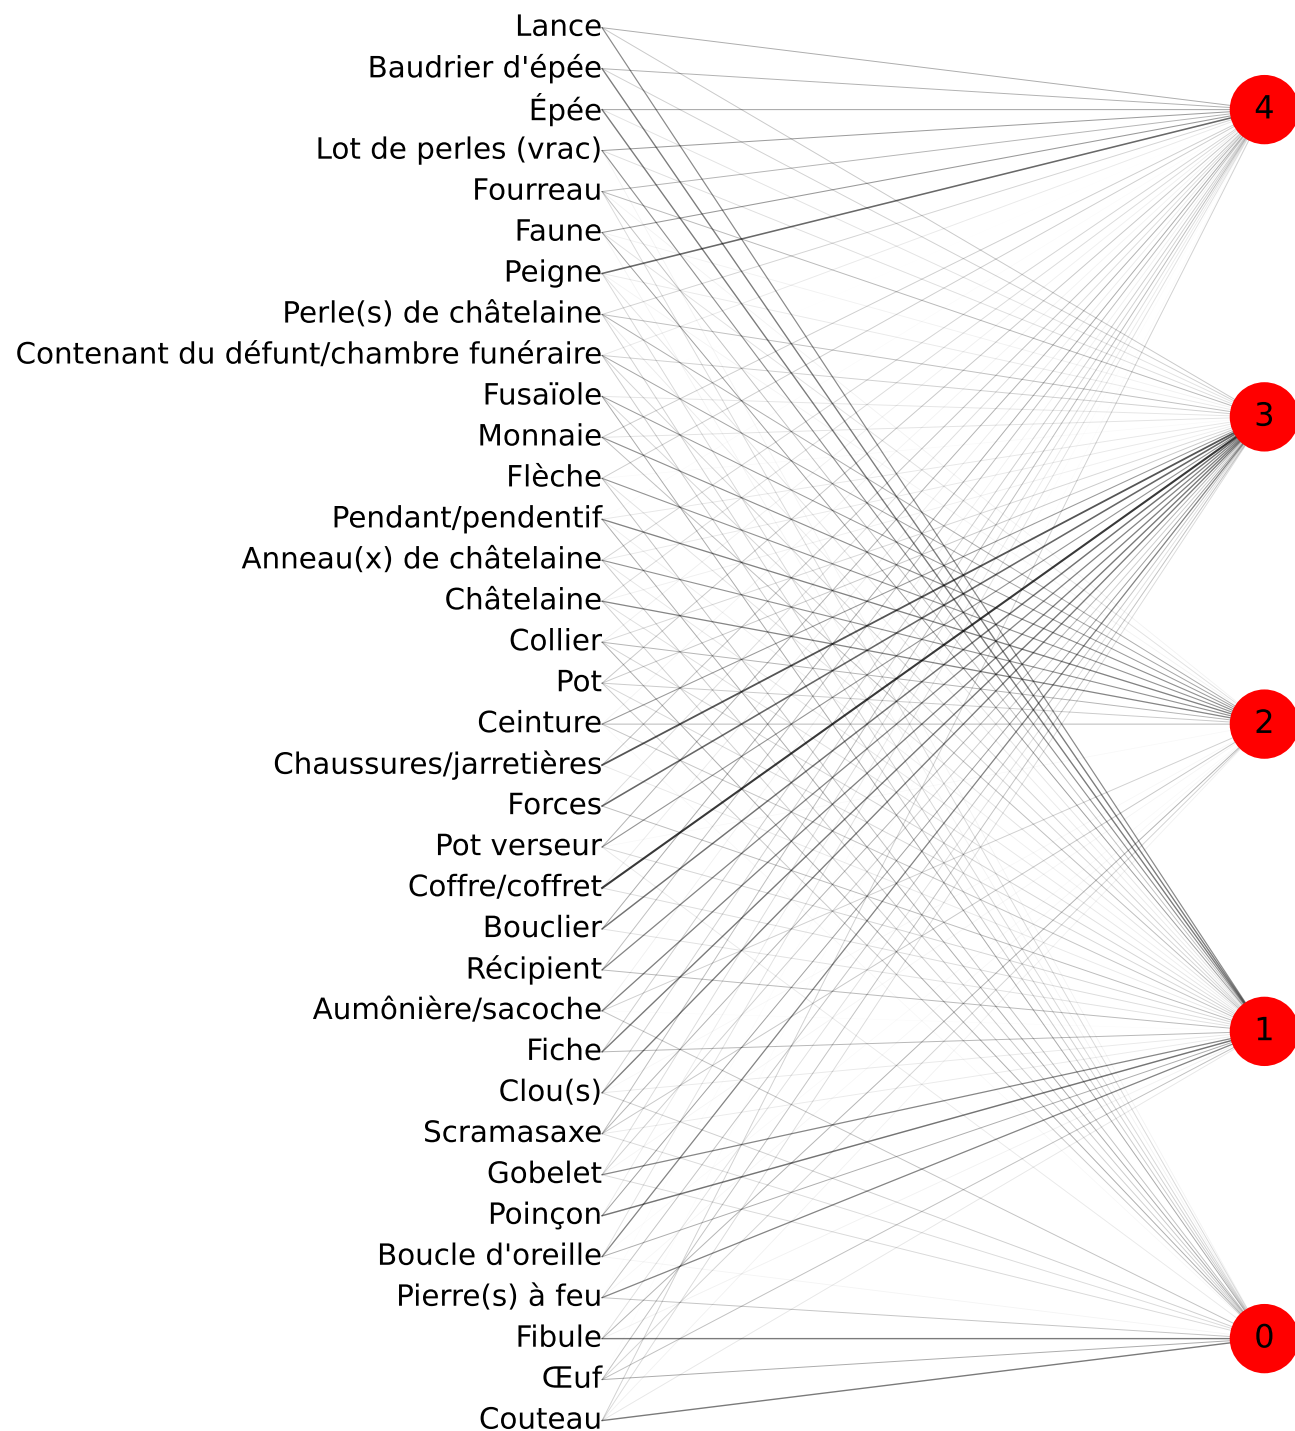 Lance
Baudrier d'épée
Épée
Lot de perles (vrac)
Fourreau
Faune
Peigne
Perle(s) de châtelaine
Contenant du défunt/chambre funéraire
Fusaïole
Monnaie
Flèche
Pendant/pendentif
Anneau(x) de châtelaine
Châtelaine
Collier
Pot
Ceinture
Chaussures/jarretières
Forces
Pot verseur
Coffre/coffret
Bouclier
Récipient
Aumônière/sacoche
Fiche
Clou(s)
Scramasaxe
Gobelet
Poinçon
Boucle d'oreille
Pierre(s) à feu
Fibule
Œuf
Couteau
4
3
2
1
0